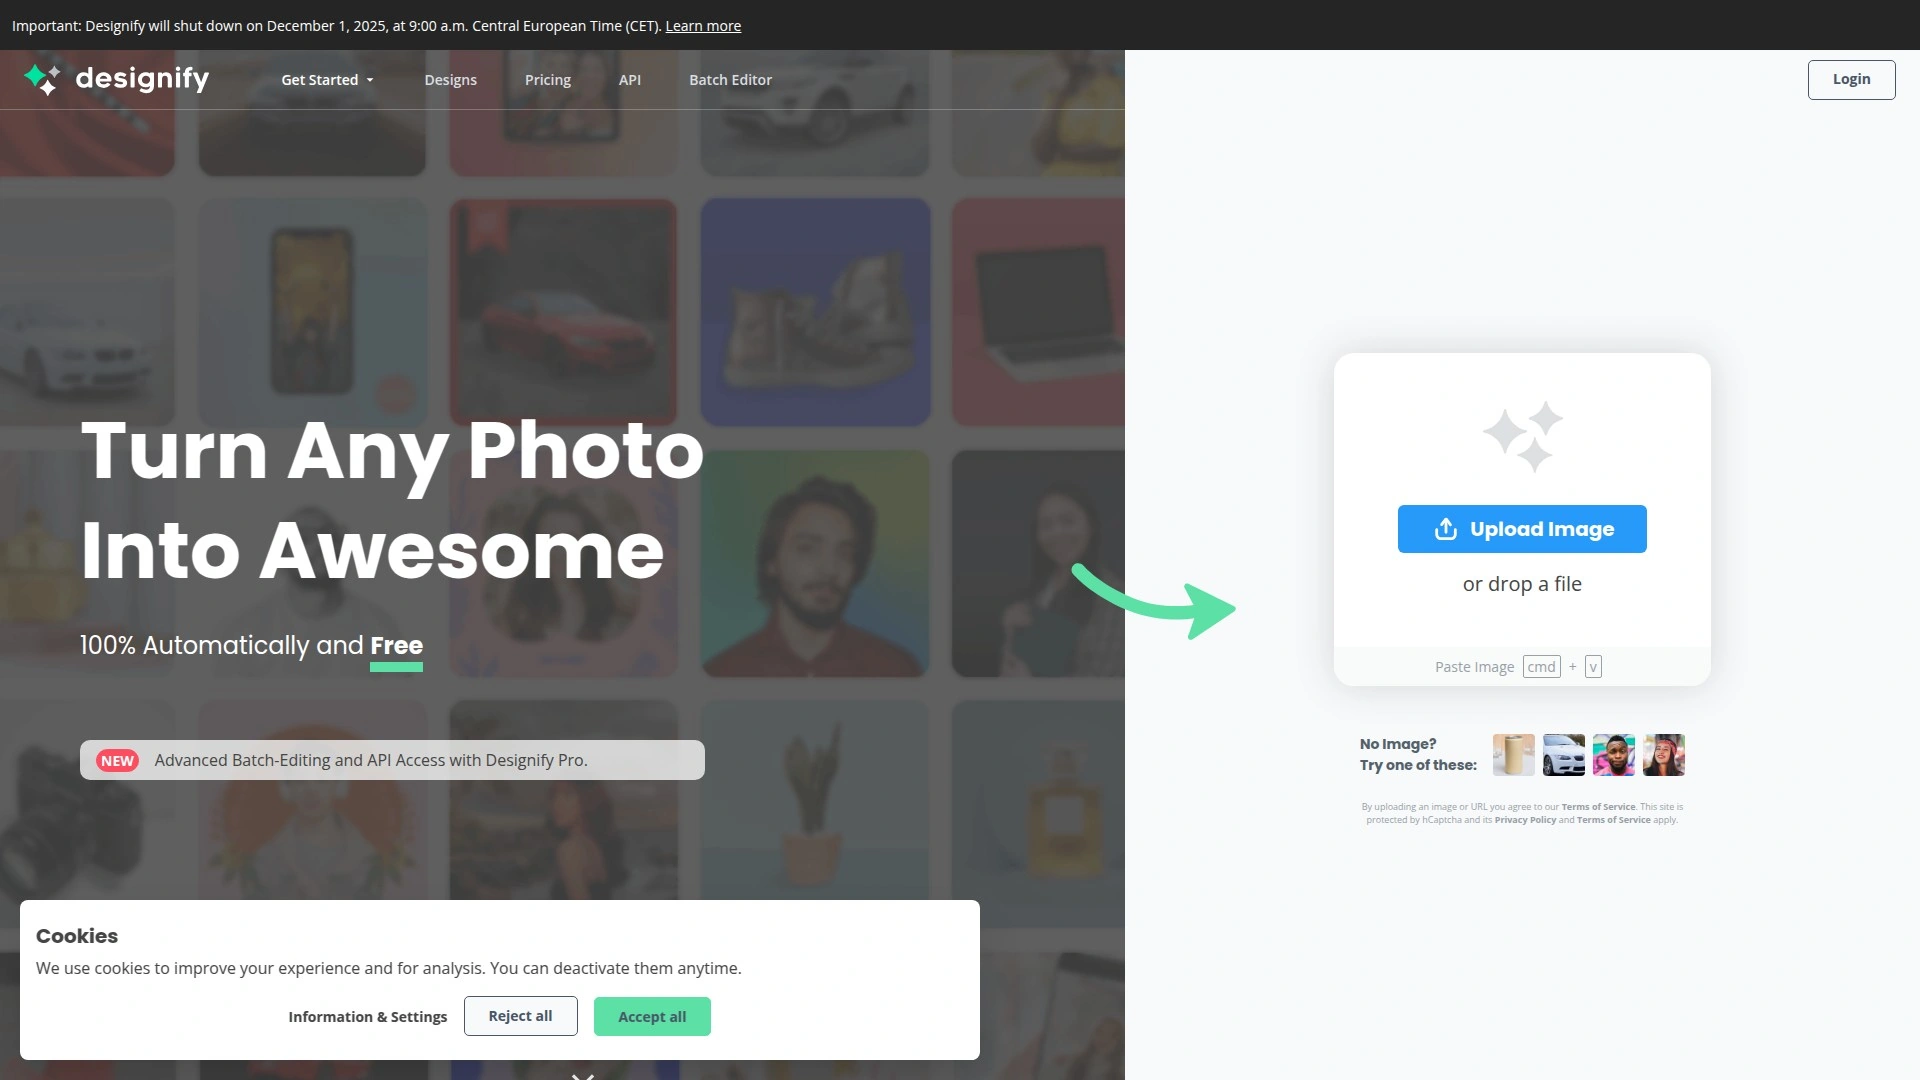 Important: Designify will shut down on December 1, 2025, at 9:00 a.m. Central European Time (CET). Learn more
designify
Get Started
Designs
Pricing
API
Batch Editor
Login
Turn Any Photo
Into Awesome
100% Automatically and Free
NEW Advanced Batch-Editing and API Access with Designify Pro.
Upload Image
or drop a file
Paste Image cmd + v
No Image?
Try one of these:
By uploading an image or URL you agree to our Terms of Service. This site is
protected by hCaptcha and its Privacy Policy and Terms of Service apply.
Cookies
We use cookies to improve your experience and for analysis. You can deactivate them anytime.
Information & Settings
Reject all
Accept all